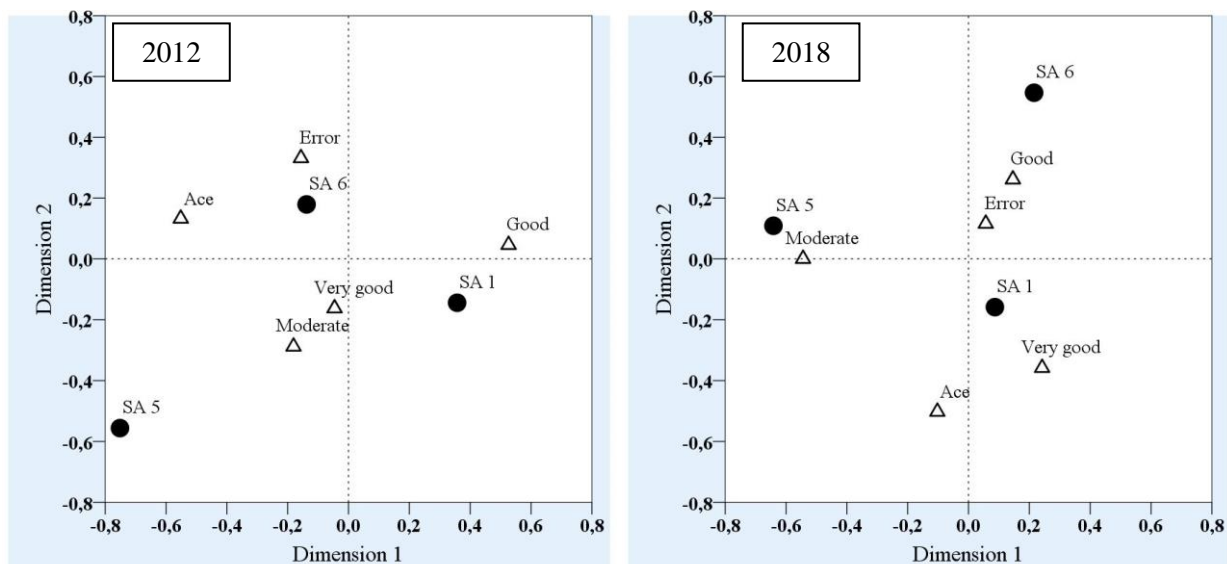 2012
0,8
0,6
0,4
0,2
0,0
-0,2
-0,4
-0,6
-0,8
Dimension 2
Error
SA 6
Ace
Good
Very good
SA 1
Moderate
SA 5
-0,8 -0,6 -0,4 -0,2 0,0 0,2 0,4 0,6 0,8
Dimension 1
2018
0,8
0,6
0,4
0,2
0,0
-0,2
-0,4
-0,6
-0,8
Dimension 2
SA 6
Good
Error
SA 5
Moderate
SA 1
Very good
Ace
-0,8 -0,6 -0,4 -0,2 0,0 0,2 0,4 0,6 0,8
Dimension 1